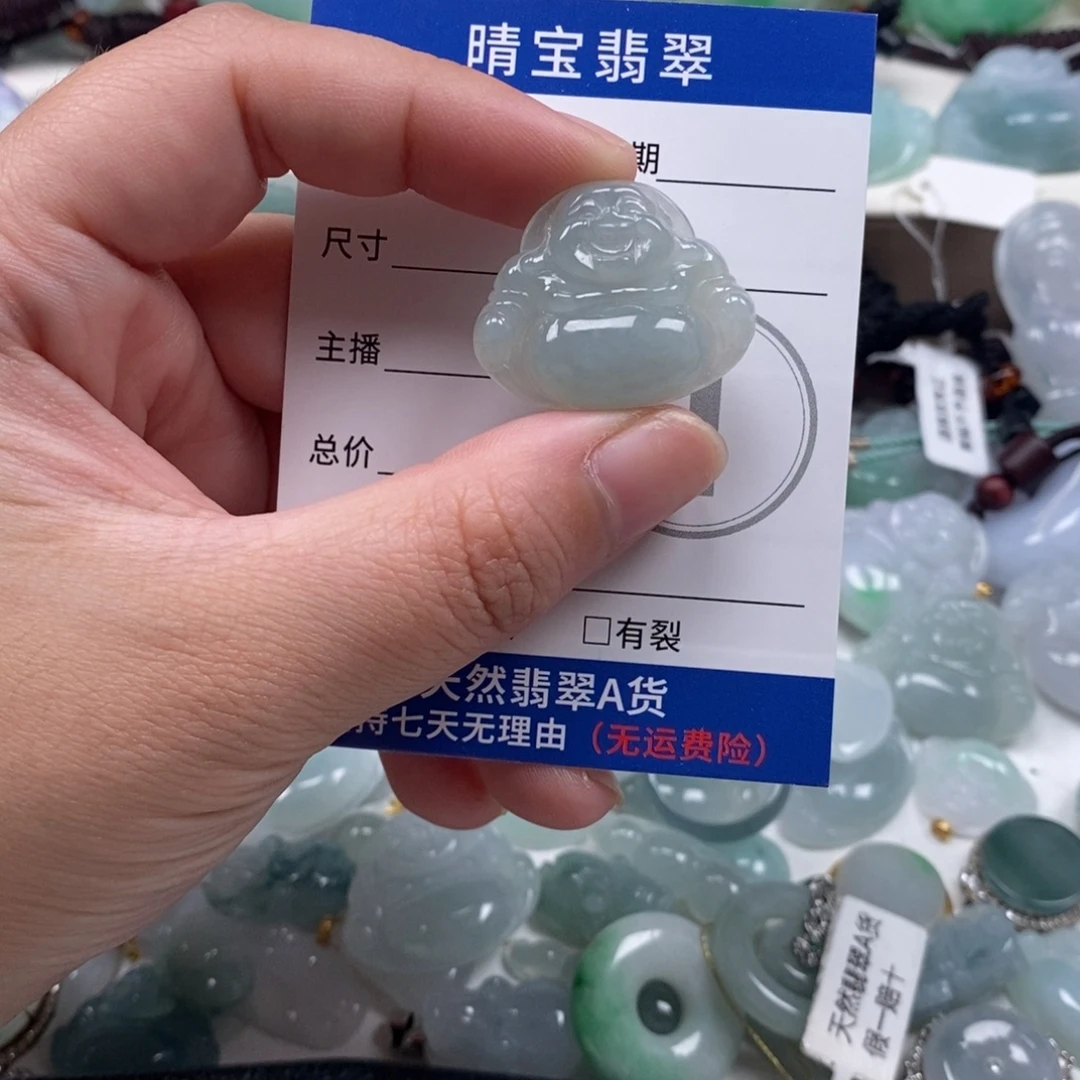 晴宝翡翠
期
尺寸
主播
总价
□有裂
天然翡翠A货
持七天无理由（无运费险）
天然翡翠A货
假一赔十